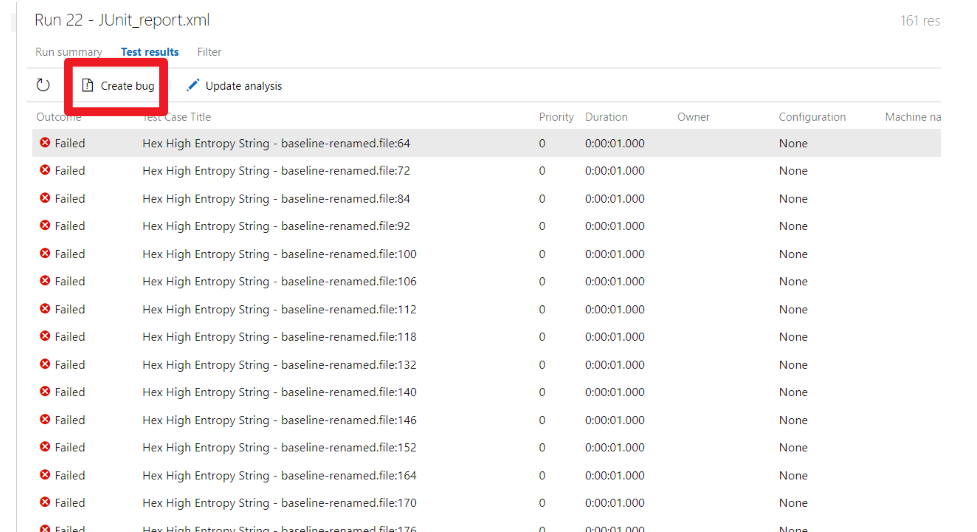 Run 22 - JUnit_report.xml 161 res
Run summary Test results Filter
Create bug Update analysis
Outcome Test Case Title Priority Duration Owner Configuration Machine na
Failed Hex High Entropy String - baseline-renamed.file:64 0 0:00:01.000 None
Failed Hex High Entropy String - baseline-renamed.file:72 0 0:00:01.000 None
Failed Hex High Entropy String - baseline-renamed.file:84 0 0:00:01.000 None
Failed Hex High Entropy String - baseline-renamed.file:92 0 0:00:01.000 None
Failed Hex High Entropy String - baseline-renamed.file:100 0 0:00:01.000 None
Failed Hex High Entropy String - baseline-renamed.file:106 0 0:00:01.000 None
Failed Hex High Entropy String - baseline-renamed.file:112 0 0:00:01.000 None
Failed Hex High Entropy String - baseline-renamed.file:118 0 0:00:01.000 None
Failed Hex High Entropy String - baseline-renamed.file:132 0 0:00:01.000 None
Failed Hex High Entropy String - baseline-renamed.file:140 0 0:00:01.000 None
Failed Hex High Entropy String - baseline-renamed.file:146 0 0:00:01.000 None
Failed Hex High Entropy String - baseline-renamed.file:152 0 0:00:01.000 None
Failed Hex High Entropy String - baseline-renamed.file:164 0 0:00:01.000 None
Failed Hex High Entropy String - baseline-renamed.file:170 0 0:00:01.000 None
Failed Hex High Entropy String - baseline-renamed.file:176 0 0:00:01.000 None